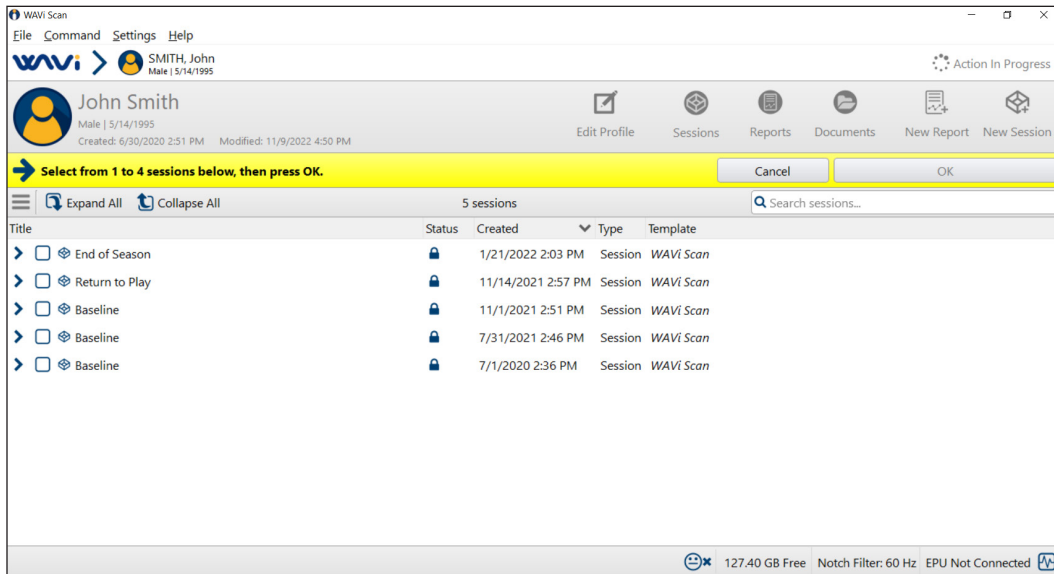 WAVi Scan
File Command Settings Help
WAVi SMITH, John
Male | 5/14/1995
Action In Progress
John Smith
Male | 5/14/1995
Created: 6/30/2020 2:51 PM Modified: 11/9/2022 4:50 PM
Edit Profile Sessions Reports Documents New Report New Session
Select from 1 to 4 sessions below, then press OK. Cancel OK
Expand All Collapse All 5 sessions Search sessions...
Title Status Created Type Template
End of Season 1/21/2022 2:03 PM Session WAVi Scan
Return to Play 11/14/2021 2:57 PM Session WAVi Scan
Baseline 11/1/2021 2:51 PM Session WAVi Scan
Baseline 7/31/2021 2:46 PM Session WAVi Scan
Baseline 7/1/2020 2:36 PM Session WAVi Scan
127.40 GB Free Notch Filter: 60 Hz EPU Not Connected